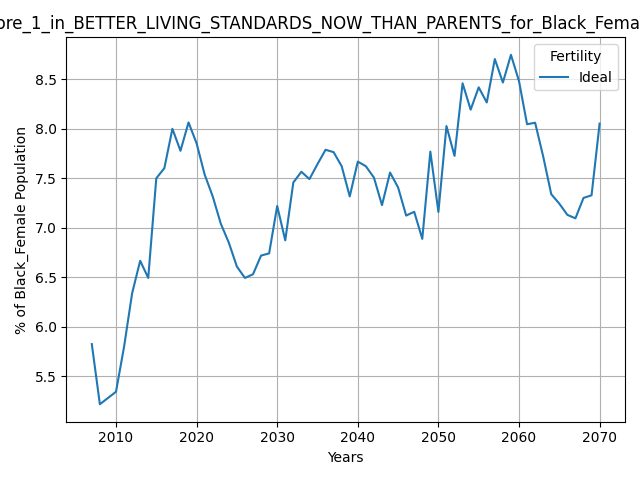 ore_1_in_BETTER_LIVING_STANDARDS_NOW_THAN_PARENTS_for_Black_Fema
Fertility
Ideal
8.5
8.0
7.5
7.0
6.5
6.0
5.5
% of Black_Female Population
2010 2020 2030 2040 2050 2060 2070
Years